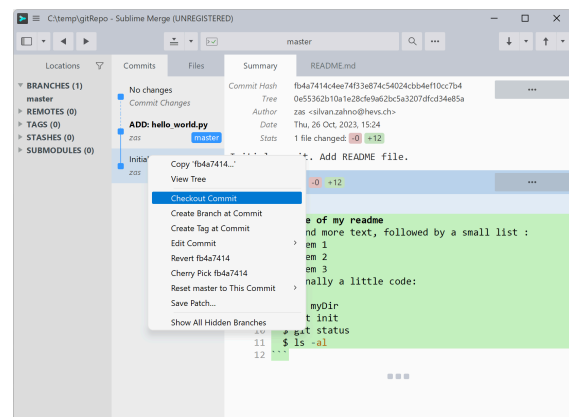 C:\temp\gitRepo - Sublime Merge (UNREGISTERED)
master
Locations
Commits
Files
Summary
README.md
BRANCHES (1)
master
REMOTES (0)
TAGS (0)
STASHES (0)
SUBMODULES (0)
No changes
Commit Changes
ADD: hello_world.py
zas master
Initial
zas
Commit Hash fb4a7414c4ee74f33e874c54024cbb4ef10cc7b4
Tree 0e55362b10a1e28cfe9a62bc5a3207dfcd34e85a
Author zas <silvan.zahno@hevs.ch>
Date Thu, 26 Oct, 2023, 15:24
Stats 1 file changed: -0 +12
Add README file.
-0 +12
Copy 'fb4a7414...'
View Tree
Checkout Commit
Create Branch at Commit
Create Tag at Commit
Edit Commit
Revert fb4a7414
Cherry Pick fb4a7414
Reset master to This Commit
Save Patch...
Show All Hidden Branches
of my readme
more text, followed by a small list :
1
2
3
a little code:
myDir
init
10 $ git status
11 $ ls -al
12 ```